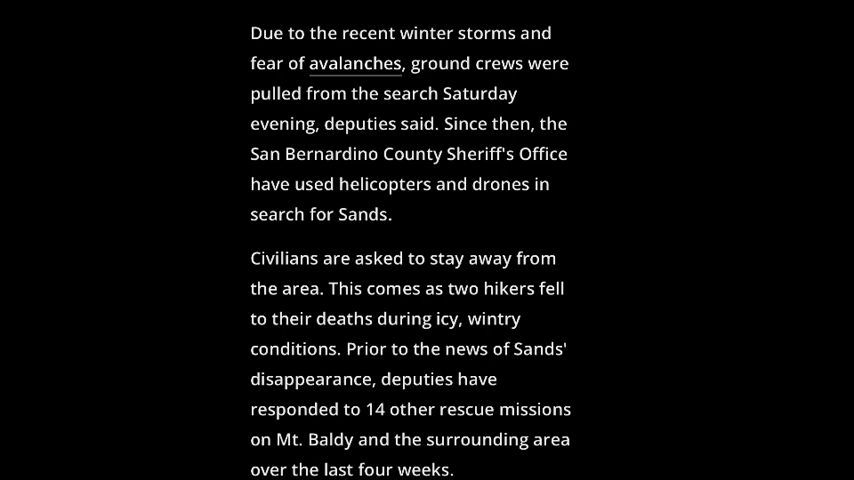 Due to the recent winter storms and
fear of avalanches, ground crews were
pulled from the search Saturday
evening, deputies said. Since then, the
San Bernardino County Sheriff's Office
have used helicopters and drones in
search for Sands.
Civilians are asked to stay away from
the area. This comes as two hikers fell
to their deaths during icy, wintry
conditions. Prior to the news of Sands'
disappearance, deputies have
responded to 14 other rescue missions
on Mt. Baldy and the surrounding area
over the last four weeks.